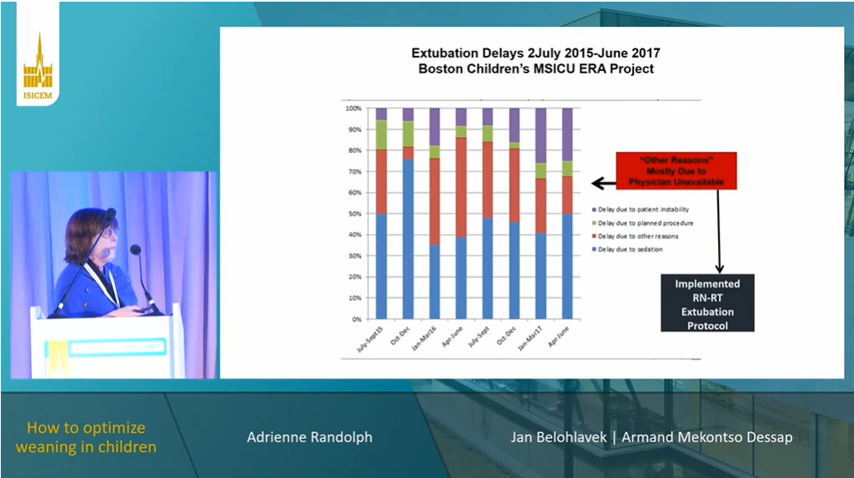 ISICEM
Extubation Delays 2July 2015-June 2017
Boston Children's MSICU ERA Project
100%
90%
80%
70%
60%
50%
40%
30%
20%
10%
0%
July-Sept15
Oct-Dec
Jan-Mar16
Apr-June
July-Sept
Oct-Dec
Jan-Mar17
Apr-June
"Other Reasons"
Mostly Due to
Physician Unavailable
Delay due to patient instability
Delay due to planned procedure
Delay due to other reasons
Delay due to sedation
Implemented
RN-RT
Extubation
Protocol
How to optimize
weaning in children
Adrienne Randolph
Jan Belohlavek | Armand Mekontso Dessap